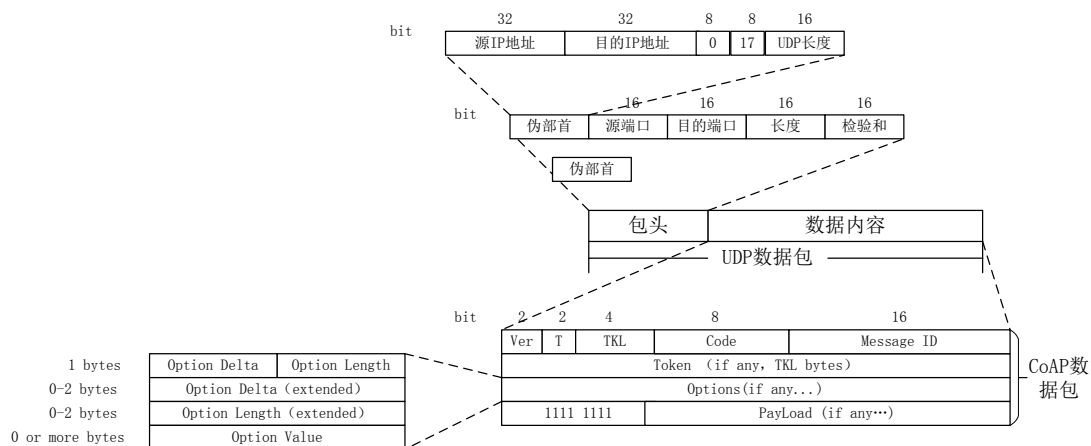 32 32 8 8 16
bit
源IP地址 目的IP地址 0 17 UDP长度
16 16 16 16
bit
伪部首 源端口 目的端口 长度 检验和
伪部首
包头 数据内容
UDP数据包
bit 2 2 4 8 16
Ver T TKL Code Message ID
1 bytes Option Delta Option Length Token （if any, TKL bytes） CoAP数据包
0-2 bytes Option Delta（extended） Options(if any...)
0-2 bytes Option Length（extended） 1111 1111 PayLoad（if any…）
0 or more bytes Option Value